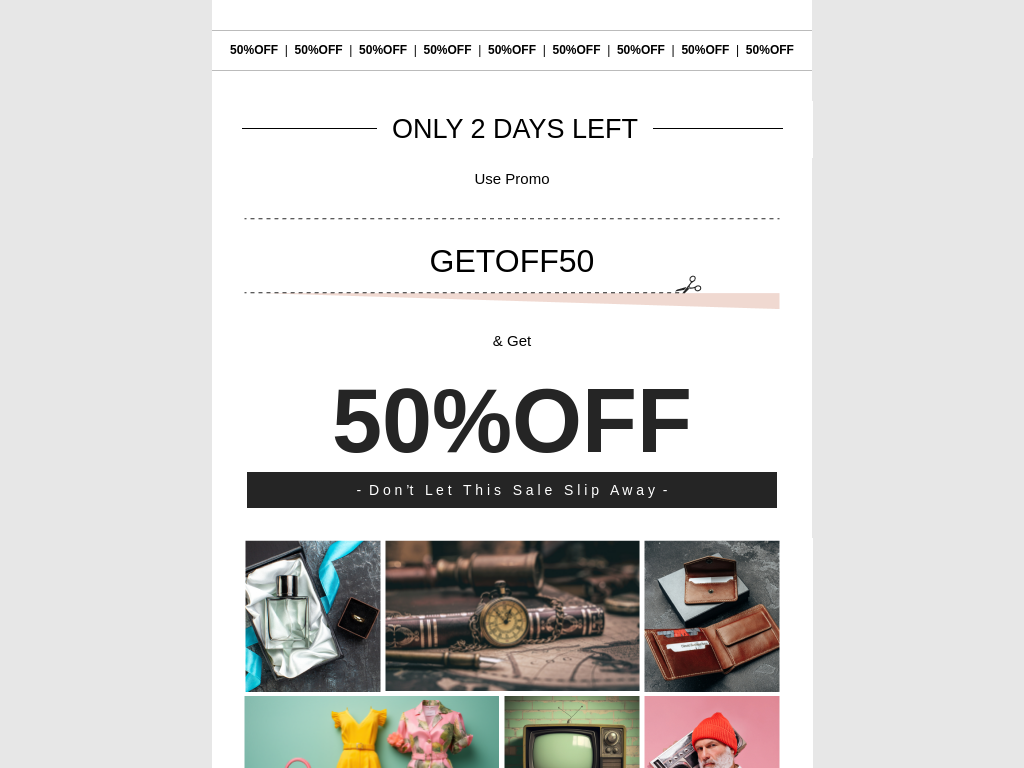 50%OFF | 50%OFF | 50%OFF | 50%OFF | 50%OFF | 50%OFF | 50%OFF | 50%OFF | 50%OFF
ONLY 2 DAYS LEFT
Use Promo
GETOFF50
& Get
50%OFF
- Don't Let This Sale Slip Away -